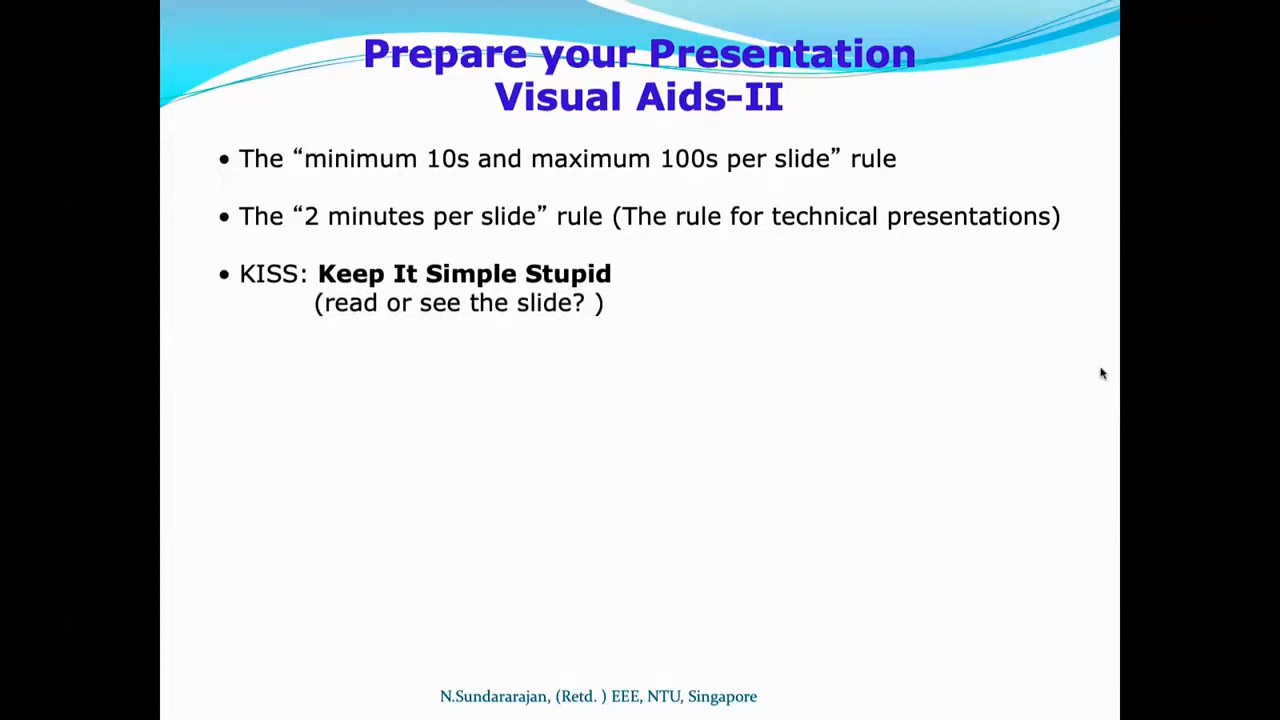 Prepare your Presentation
Visual Aids-II
• The “minimum 10s and maximum 100s per slide” rule
• The “2 minutes per slide” rule (The rule for technical presentations)
• KISS: Keep It Simple Stupid
(read or see the slide? )
N.Sundararajan, (Retd. ) EEE, NTU, Singapore